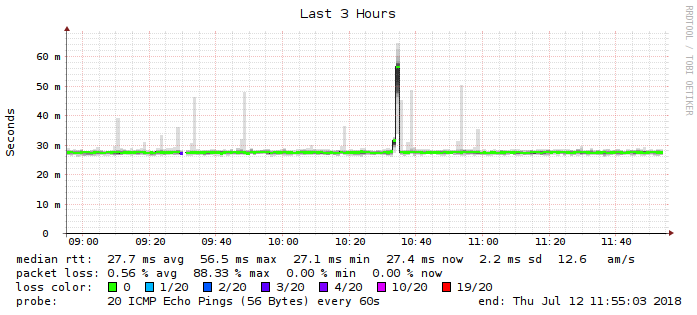 Last 3 Hours
RRDTOOL / TOBI OETIKER
Seconds
60 m
50 m
40 m
30 m
20 m
10 m
0
09:00 09:20 09:40 10:00 10:20 10:40 11:00 11:20 11:40
median rtt: 27.7 ms avg 56.5 ms max 27.1 ms min 27.4 ms now 2.2 ms sd 12.6 am/s
packet loss: 0.56 % avg 88.33 % max 0.00 % min 0.00 % now
loss color: 0 1/20 2/20 3/20 4/20 10/20 19/20
probe: 20 ICMP Echo Pings (56 Bytes) every 60s end: Thu Jul 12 11:55:03 2018